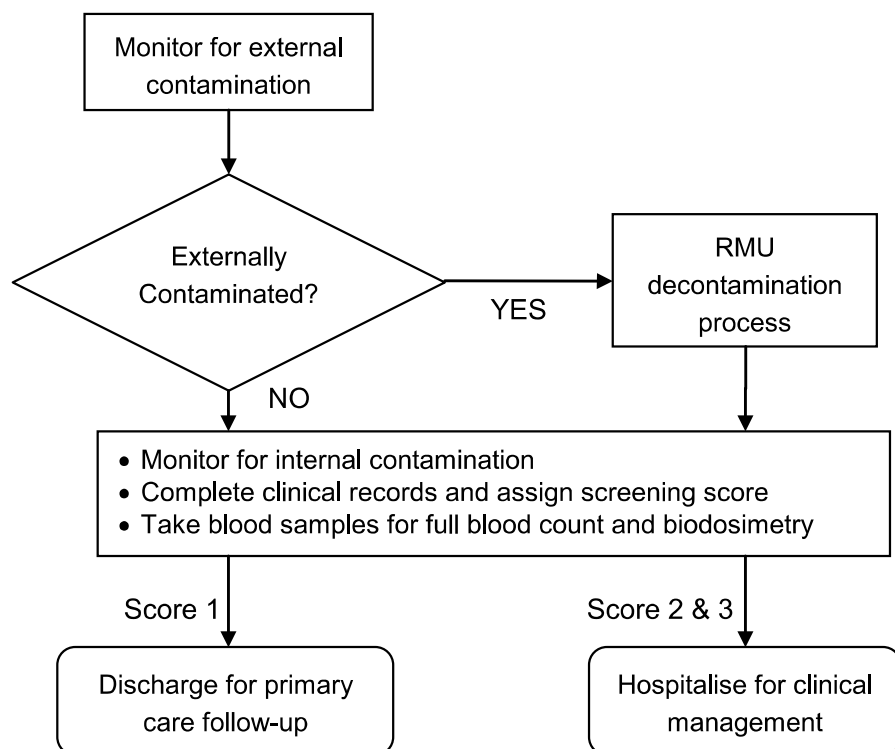 Monitor for external
contamination
Externally
Contaminated?
YES
RMU
decontamination
process
NO
• Monitor for internal contamination
• Complete clinical records and assign screening score
• Take blood samples for full blood count and biodosimetry
Score 1
Score 2 & 3
Discharge for primary
care follow-up
Hospitalise for clinical
management